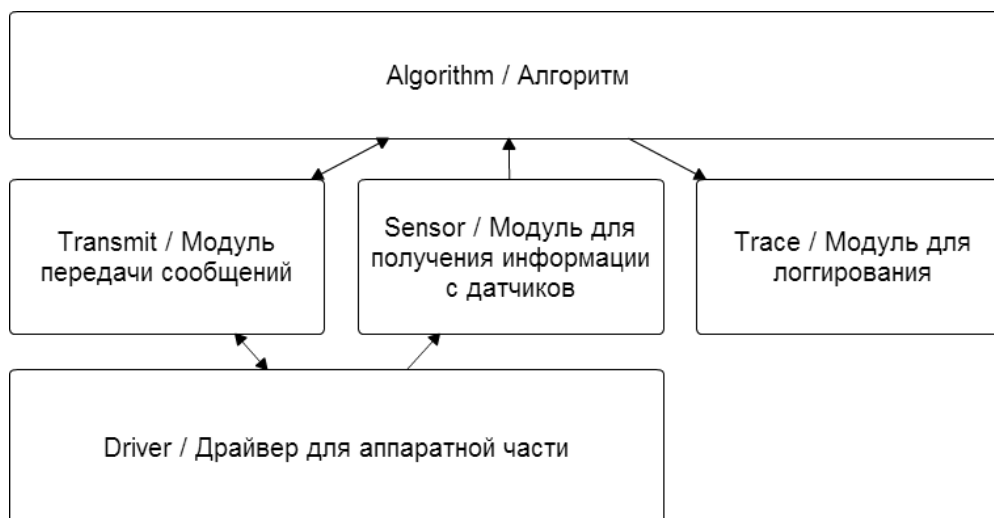 Algorithm / Алгоритм
Transmit / Модуль
передачи сообщений
Sensor / Модуль для
получения информации
с датчиков
Trace / Модуль для
логгирования
Driver / Драйвер для аппаратной части